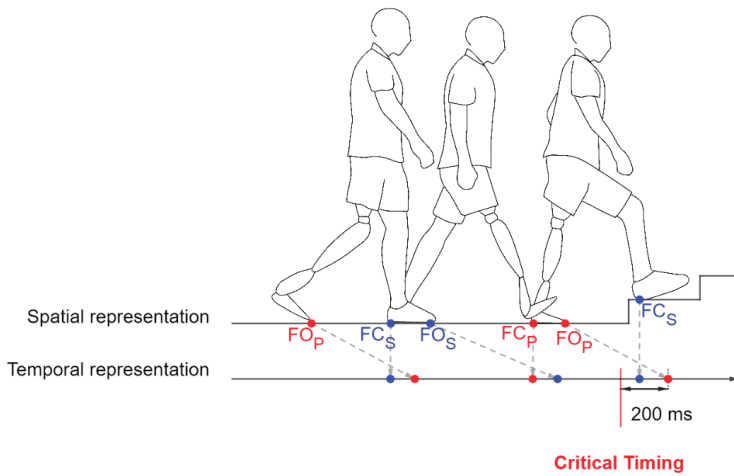 FC_S
Spatial representation
FO_P FC_S FO_S FC_P FO_P
Temporal representation
200 ms
Critical Timing